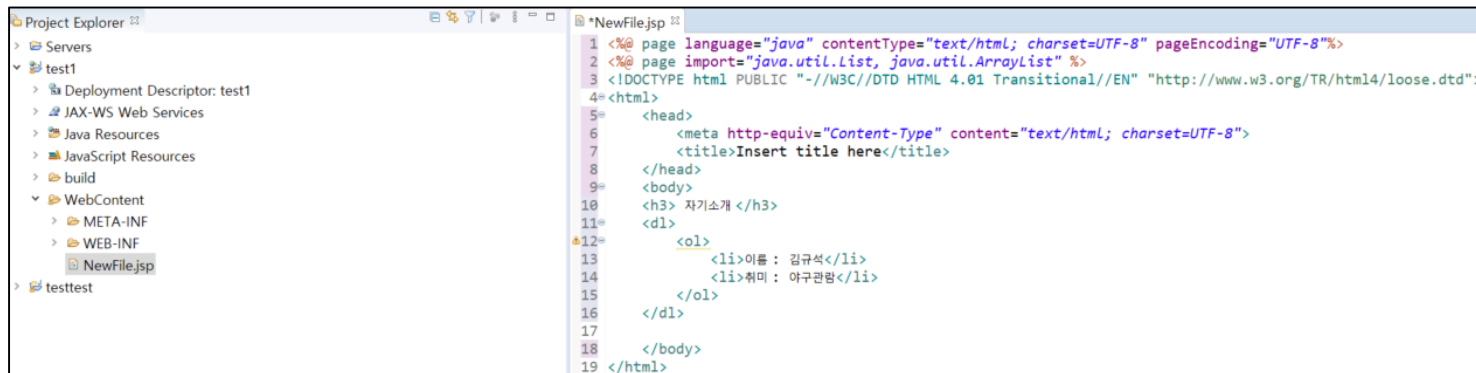 Project Explorer
Servers
test1
Deployment Descriptor: test1
JAX-WS Web Services
Java Resources
JavaScript Resources
build
WebContent
META-INF
WEB-INF
NewFile.jsp
testtest
*NewFile.jsp
1 <%@ page language="java" contentType="text/html; charset=UTF-8" pageEncoding="UTF-8"%>
2 <%@ page import="java.util.List, java.util.ArrayList" %>
3 <!DOCTYPE html PUBLIC "-//W3C//DTD HTML 4.01 Transitional//EN" "http://www.w3.org/TR/html4/loose.dtd">
4 <html>
5 <head>
6 <meta http-equiv="Content-Type" content="text/html; charset=UTF-8">
7 <title>Insert title here</title>
8 </head>
9 <body>
10 <h3> 자기소개 </h3>
11 <dl>
12 <ol>
13 <li>이름 : 김규석</li>
14 <li>취미 : 야구관람</li>
15 </ol>
16 </dl>
17
18 </body>
19 </html>